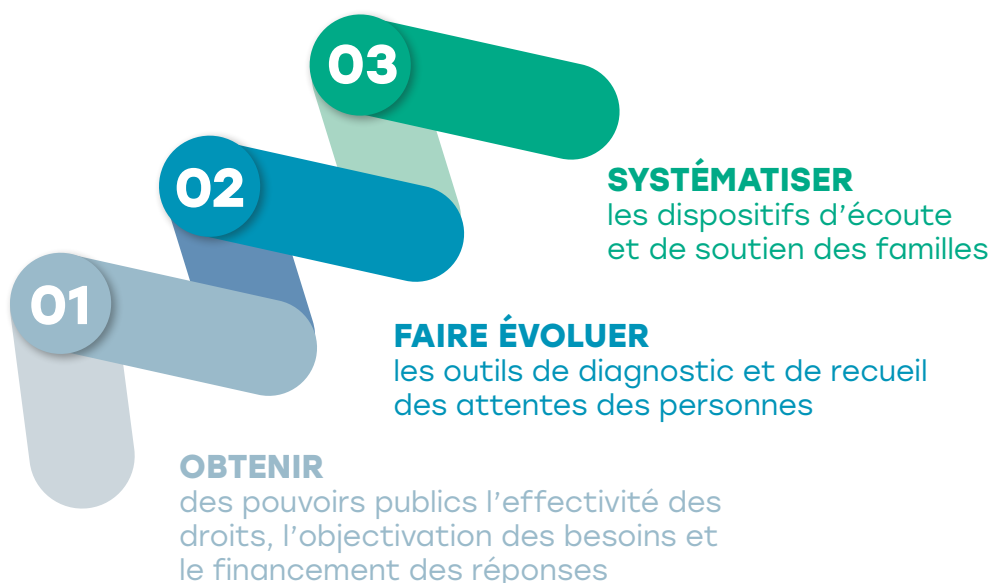 03
SYSTÉMATISER
les dispositifs d’écoute
et de soutien des familles
02
FAIRE ÉVOLUER
les outils de diagnostic et de recueil
des attentes des personnes
01
OBTENIR
des pouvoirs publics l’effectivité des
droits, l’objectivation des besoins et
le financement des réponses